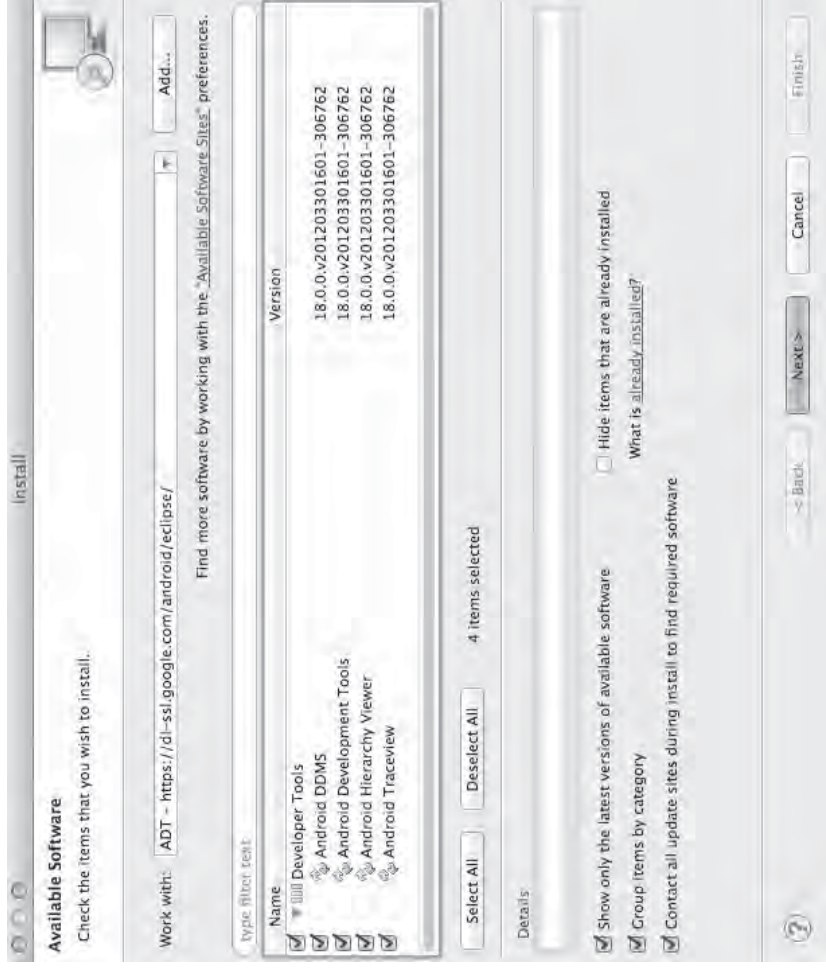 Install
Available Software
Check the items that you wish to install.
Work with: ADT - https://dl-ssl.google.com/android/eclipse/ Add...
Find more software by working with the "Available Software Sites" preferences.
type filter text
Name Version
Developer Tools
Android DDMS 18.0.0.v201203301601-306762
Android Development Tools 18.0.0.v201203301601-306762
Android Hierarchy Viewer 18.0.0.v201203301601-306762
Android Traceview 18.0.0.v201203301601-306762
Select All Deselect All 4 items selected
Details
Show only the latest versions of available software Hide items that are already installed
Group items by category What is already installed?
Contact all update sites during install to find required software
? < Back Next > Cancel Finish